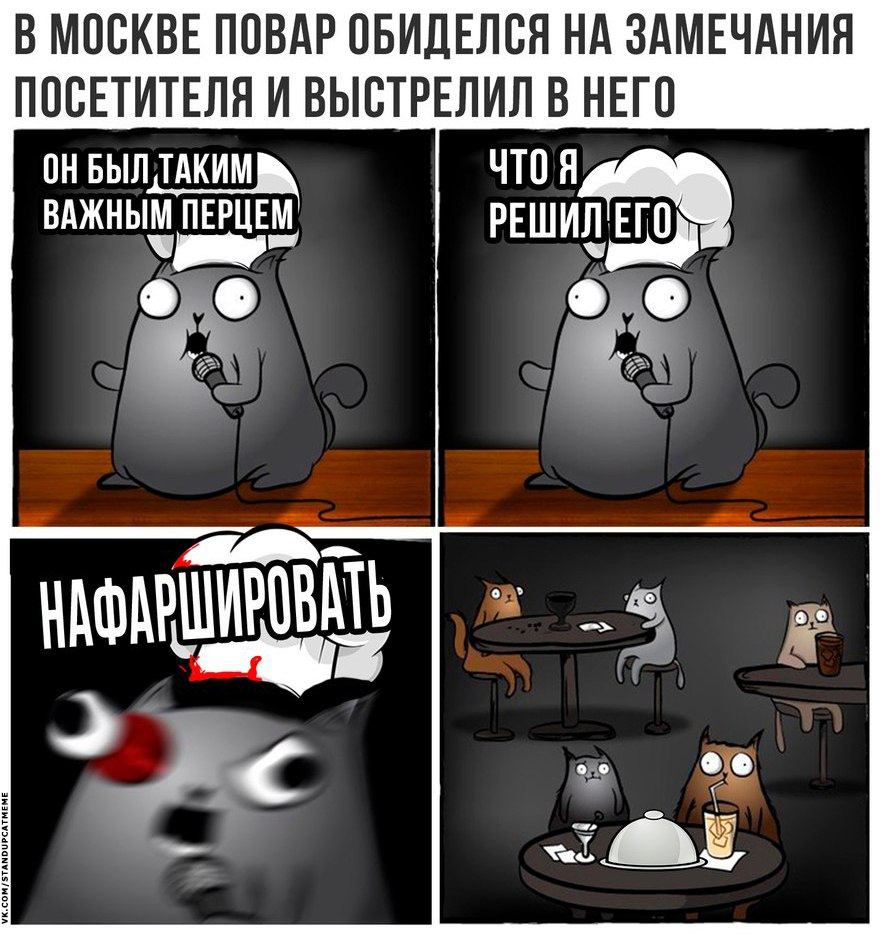 В МОСКВЕ ПОВАР ОБИДЕЛСЯ НА ЗАМЕЧАНИЯ
ПОСЕТИТЕЛЯ И ВЫСТРЕЛИЛ В НЕГО
ОН БЫЛ ТАКИМ
ВАЖНЫМ ПЕРЦЕМ
ЧТО Я
РЕШИЛ ЕГО
НАФАРШИРОВАТЬ
VK.COM/STANDUPCATMEME